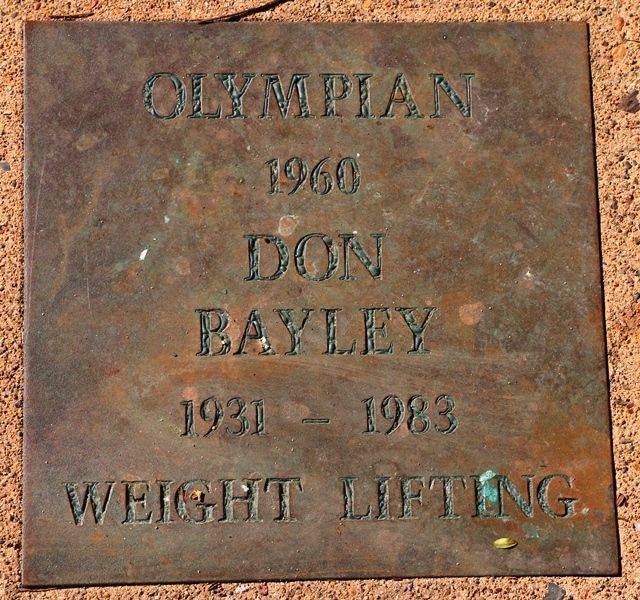 OLYMPIAN
1960
DON
BAYLEY
1931 – 1983
WEIGHT LIFTING